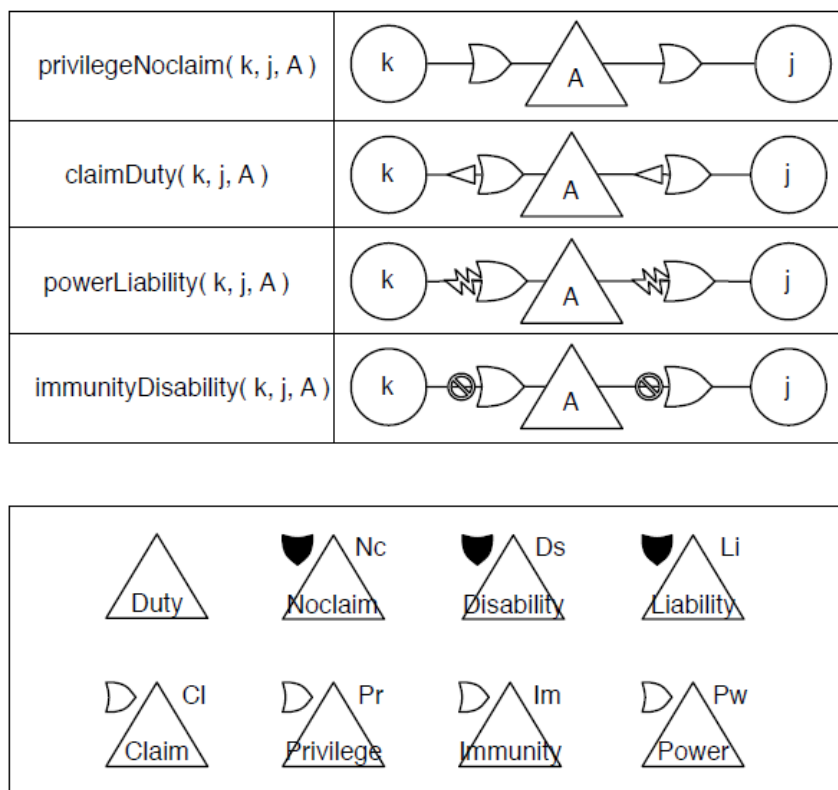 privilegeNoclaim( k, j, A ) k A j
claimDuty( k, j, A ) k A j
powerLiability( k, j, A ) k A j
immunityDisability( k, j, A ) k A j
Duty
Nc
Noclaim
Ds
Disability
Li
Liability
Cl
Claim
Pr
Privilege
Im
Immunity
Pw
Power